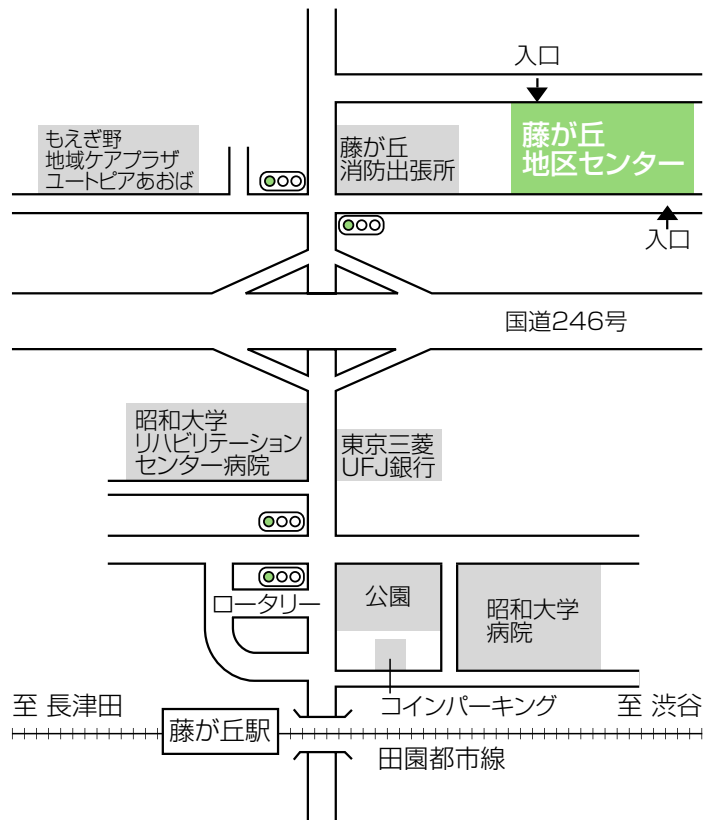 入口
もえぎ野
地域ケアプラザ
ユートピアあおば
藤が丘
消防出張所
藤が丘
地区センター
入口
国道246号
昭和大学
リハビリテーション
センター病院
東京三菱
UFJ銀行
ロータリー
公園
昭和大学
病院
至 長津田
コインパーキング
至 渋谷
藤が丘駅
田園都市線